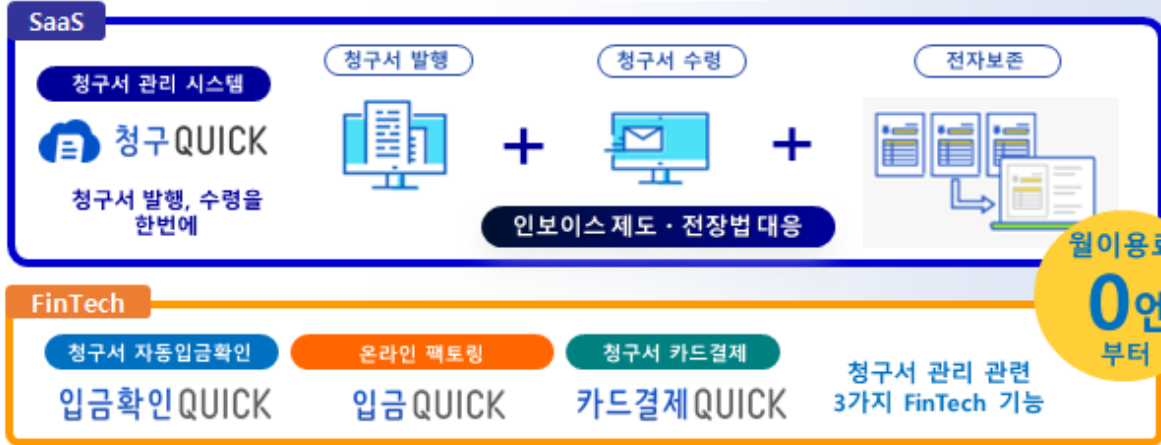 SaaS
청구서 관리 시스템
청구QUICK
청구서 발행, 수령을
한번에
청구서 발행
+
청구서 수령
+
전자보존
인보이스 제도 · 전장법 대응
월이용료
0엔
부터
FinTech
청구서 자동입금확인
입금확인QUICK
온라인 팩토링
입금QUICK
청구서 카드결제
카드결제QUICK
청구서 관리 관련
3가지 FinTech 기능